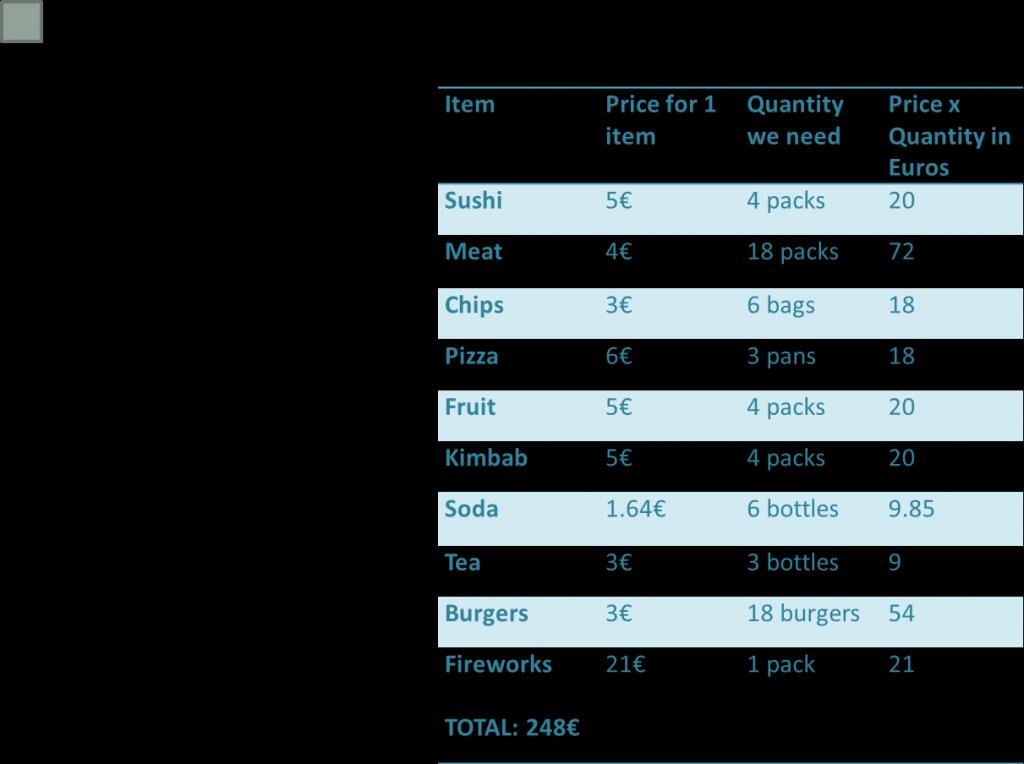 Item Price for 1 item Quantity we need Price x Quantity in Euros
Sushi 5€ 4 packs 20
Meat 4€ 18 packs 72
Chips 3€ 6 bags 18
Pizza 6€ 3 pans 18
Fruit 5€ 4 packs 20
Kimbab 5€ 4 packs 20
Soda 1.64€ 6 bottles 9.85
Tea 3€ 3 bottles 9
Burgers 3€ 18 burgers 54
Fireworks 21€ 1 pack 21
TOTAL: 248€